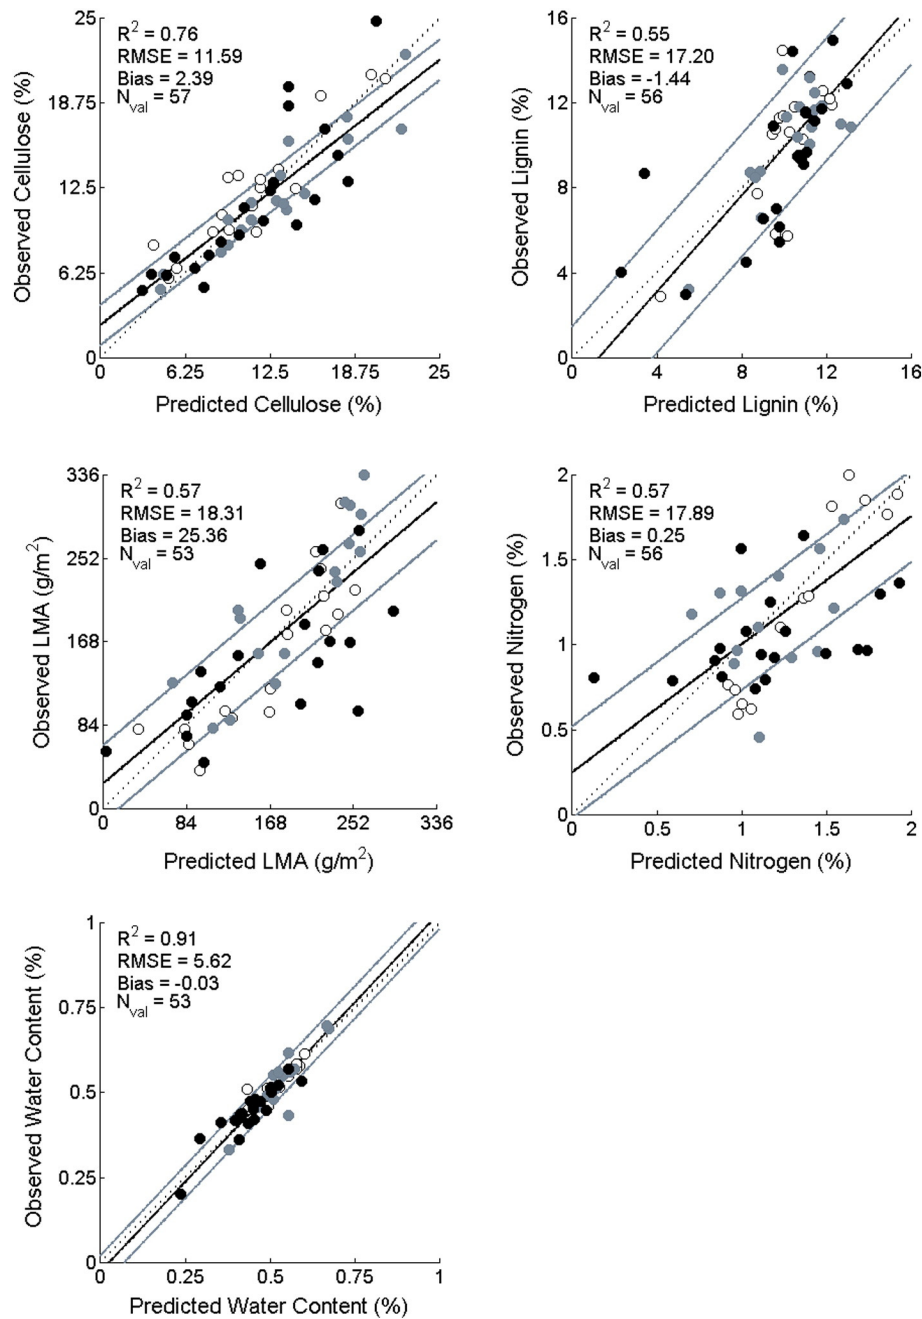 R² = 0.76
RMSE = 11.59
Bias = 2.39
N_val = 57
25
18.75
12.5
6.25
0
Observed Cellulose (%)
0 6.25 12.5 18.75 25
Predicted Cellulose (%)
R² = 0.55
RMSE = 17.20
Bias = -1.44
N_val = 56
16
12
8
4
0
Observed Lignin (%)
0 4 8 12 16
Predicted Lignin (%)
R² = 0.57
RMSE = 18.31
Bias = 25.36
N_val = 53
336
252
168
84
0
Observed LMA (g/m²)
0 84 168 252 336
Predicted LMA (g/m²)
R² = 0.57
RMSE = 17.89
Bias = 0.25
N_val = 56
2
1.5
1
0.5
0
Observed Nitrogen (%)
0 0.5 1 1.5 2
Predicted Nitrogen (%)
R² = 0.91
RMSE = 5.62
Bias = -0.03
N_val = 53
1
0.75
0.5
0.25
0
Observed Water Content (%)
0 0.25 0.5 0.75 1
Predicted Water Content (%)